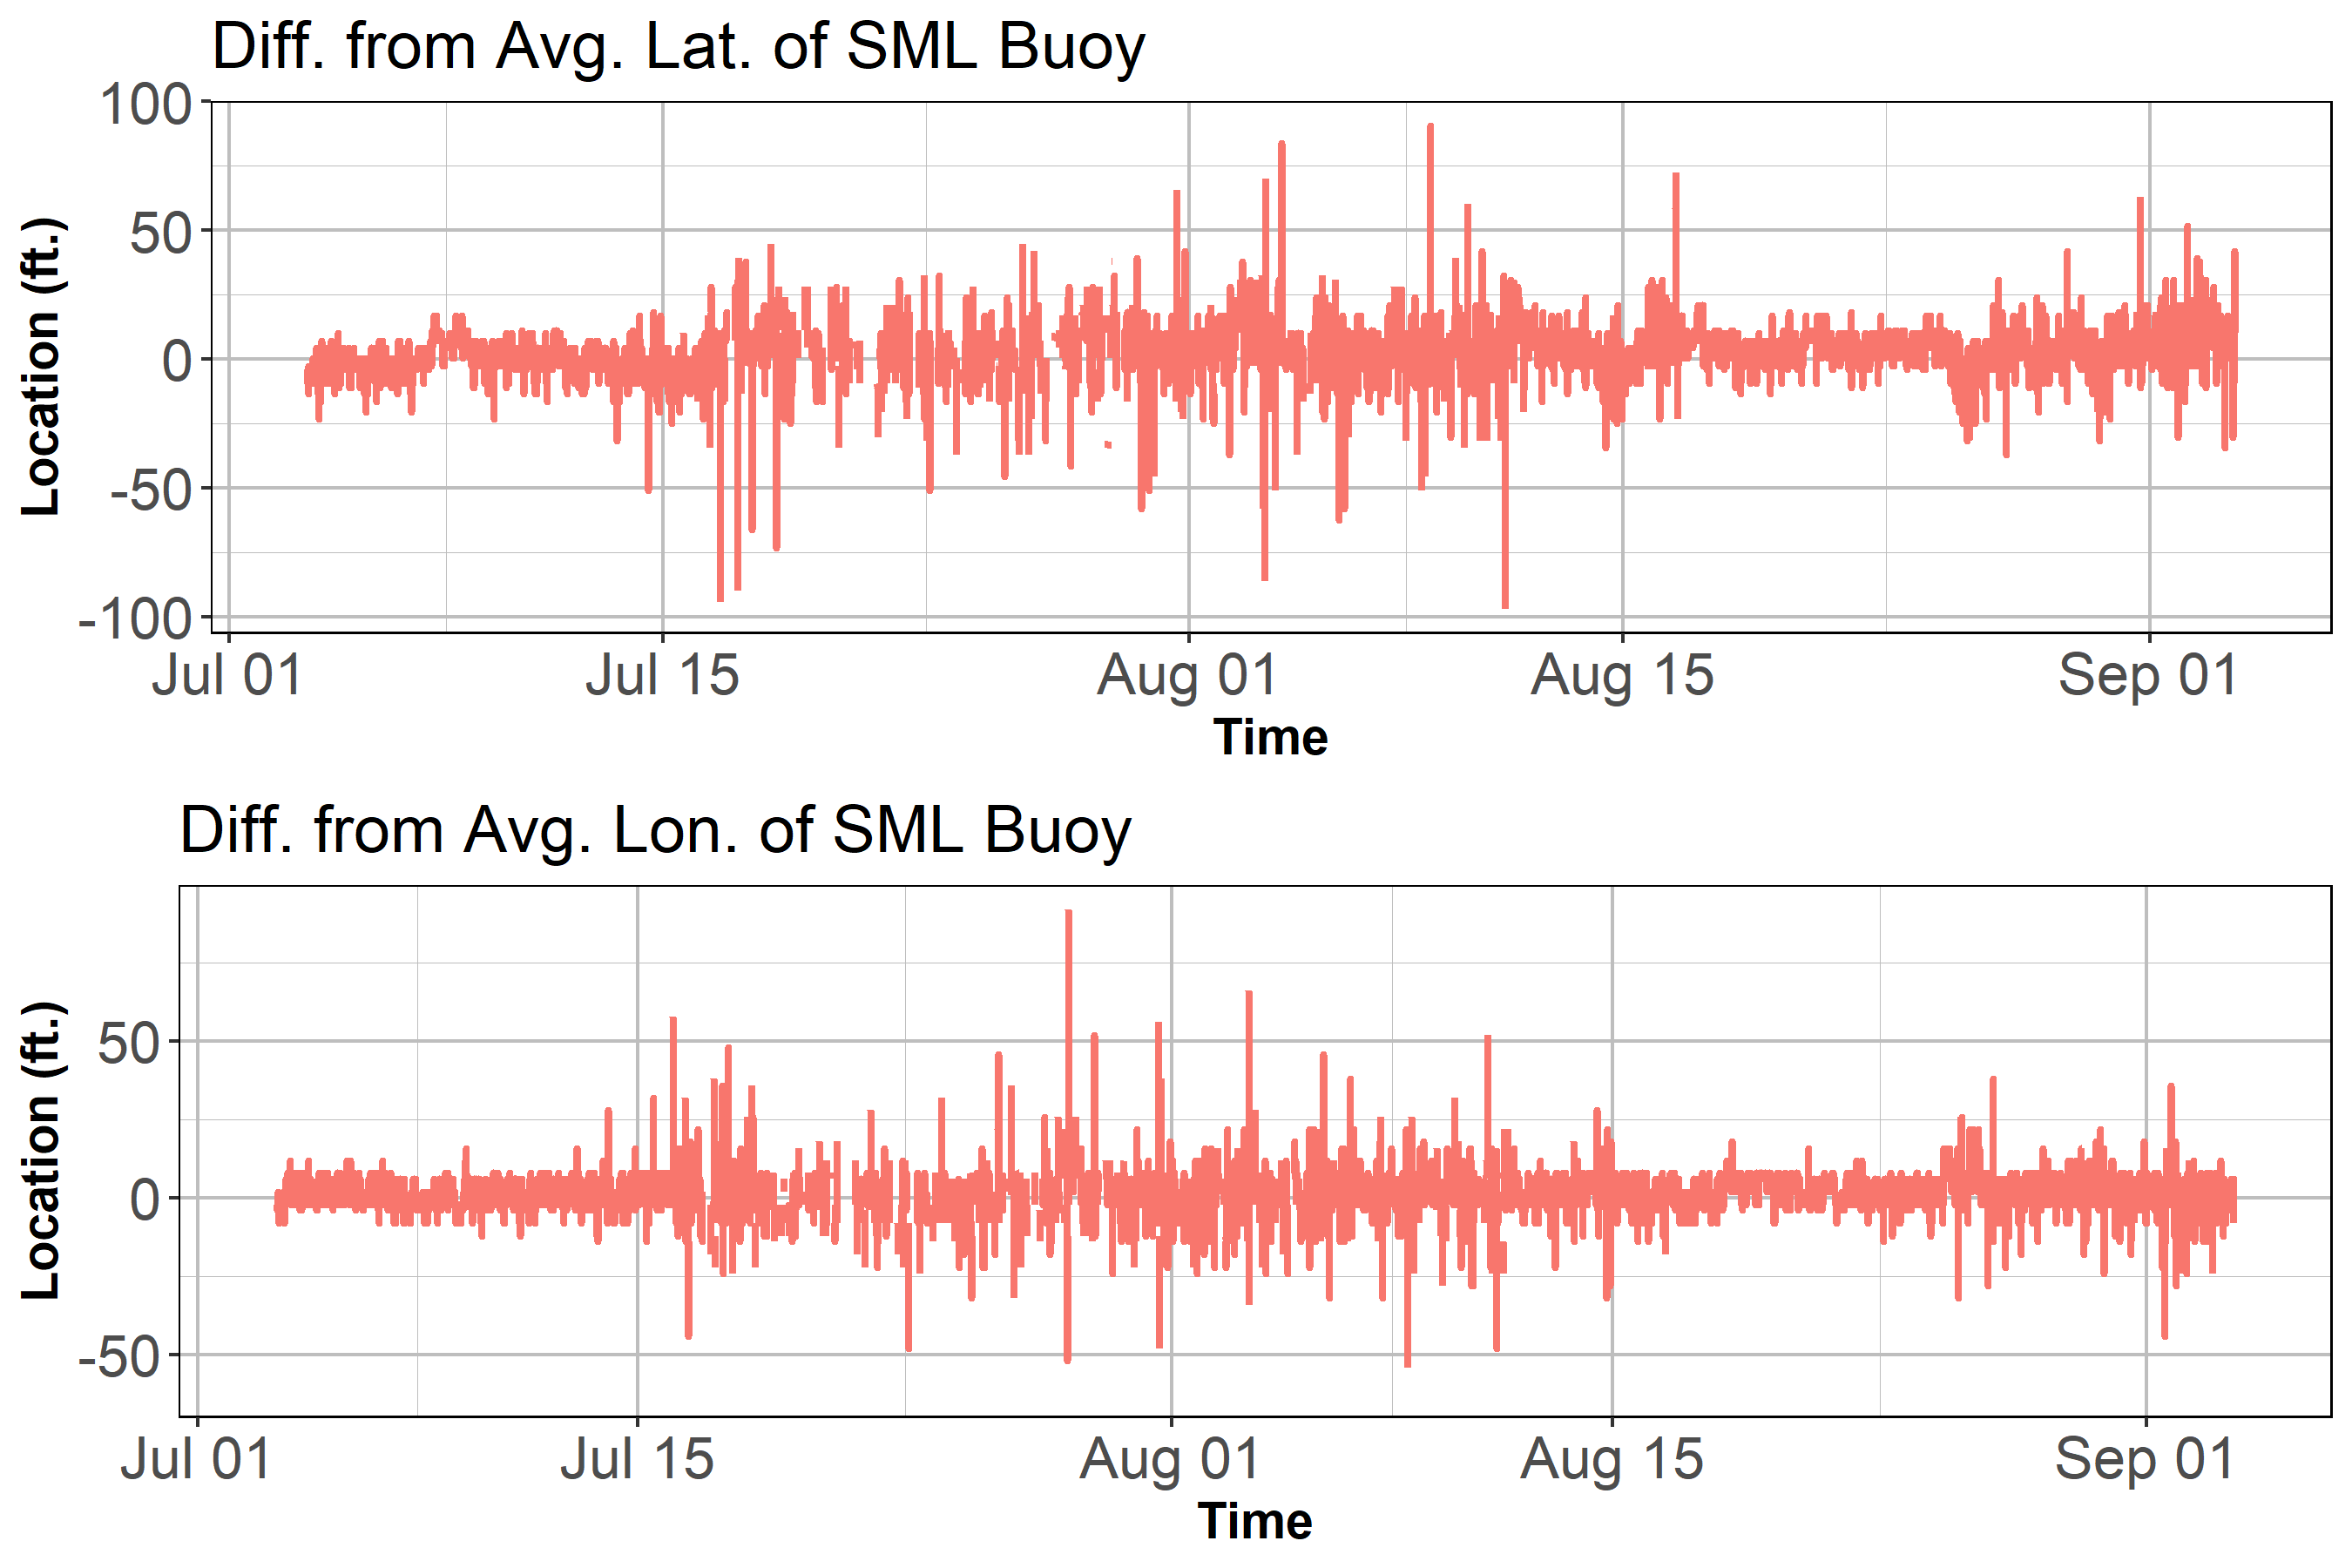 Diff. from Avg. Lat. of SML Buoy
Location (ft.)
100
50
0
-50
-100
Jul 01 Jul 15 Aug 01 Aug 15 Sep 01
Time
Diff. from Avg. Lon. of SML Buoy
Location (ft.)
50
0
-50
Jul 01 Jul 15 Aug 01 Aug 15 Sep 01
Time